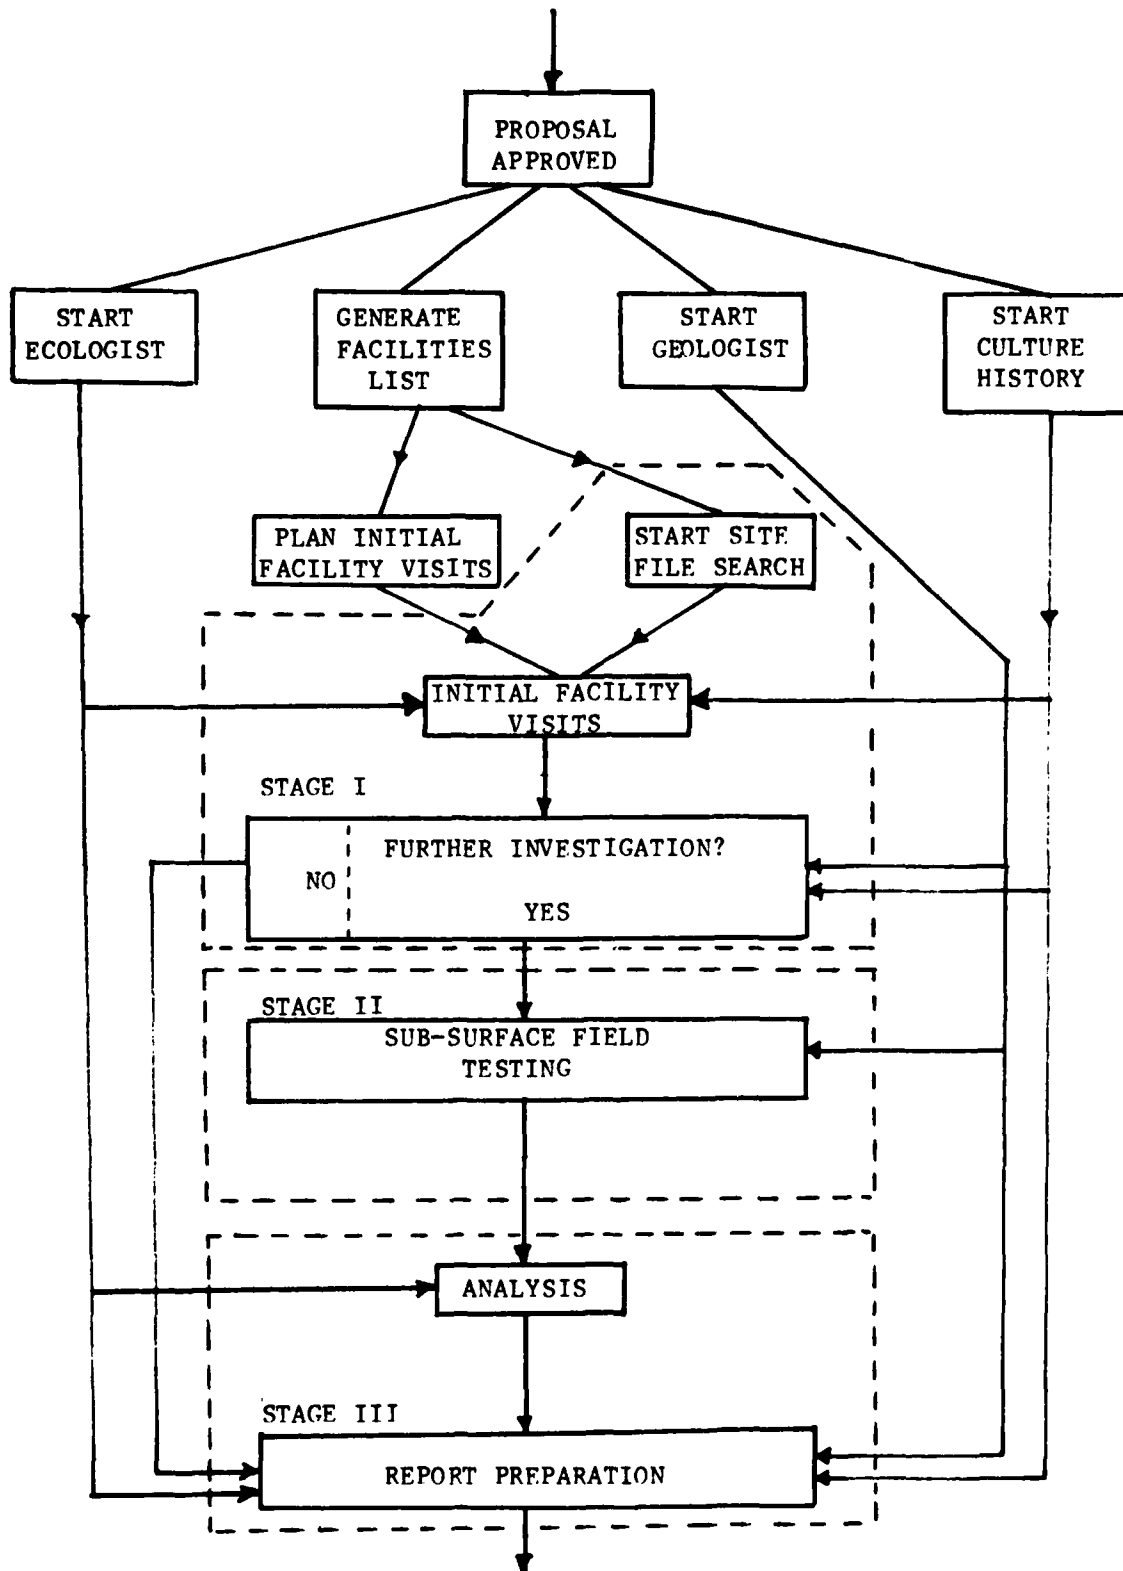 PROPOSAL
APPROVED
START
ECOLOGIST
GENERATE
FACILITIES
LIST
START
GEOLOGIST
START
CULTURE
HISTORY
PLAN INITIAL
FACILITY VISITS
START SITE
FILE SEARCH
INITIAL FACILITY
VISITS
STAGE I
FURTHER INVESTIGATION?
NO
YES
STAGE II
SUB-SURFACE FIELD
TESTING
ANALYSIS
STAGE III
REPORT PREPARATION